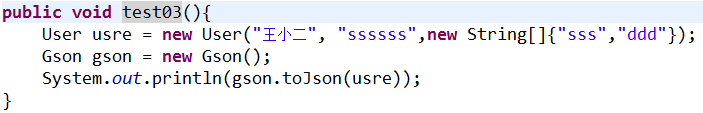 public void test03(){
User usre = new User("王小二", "ssssss",new String[]{"sss","ddd"});
Gson gson = new Gson();
System.out.println(gson.toJson(usre));
}